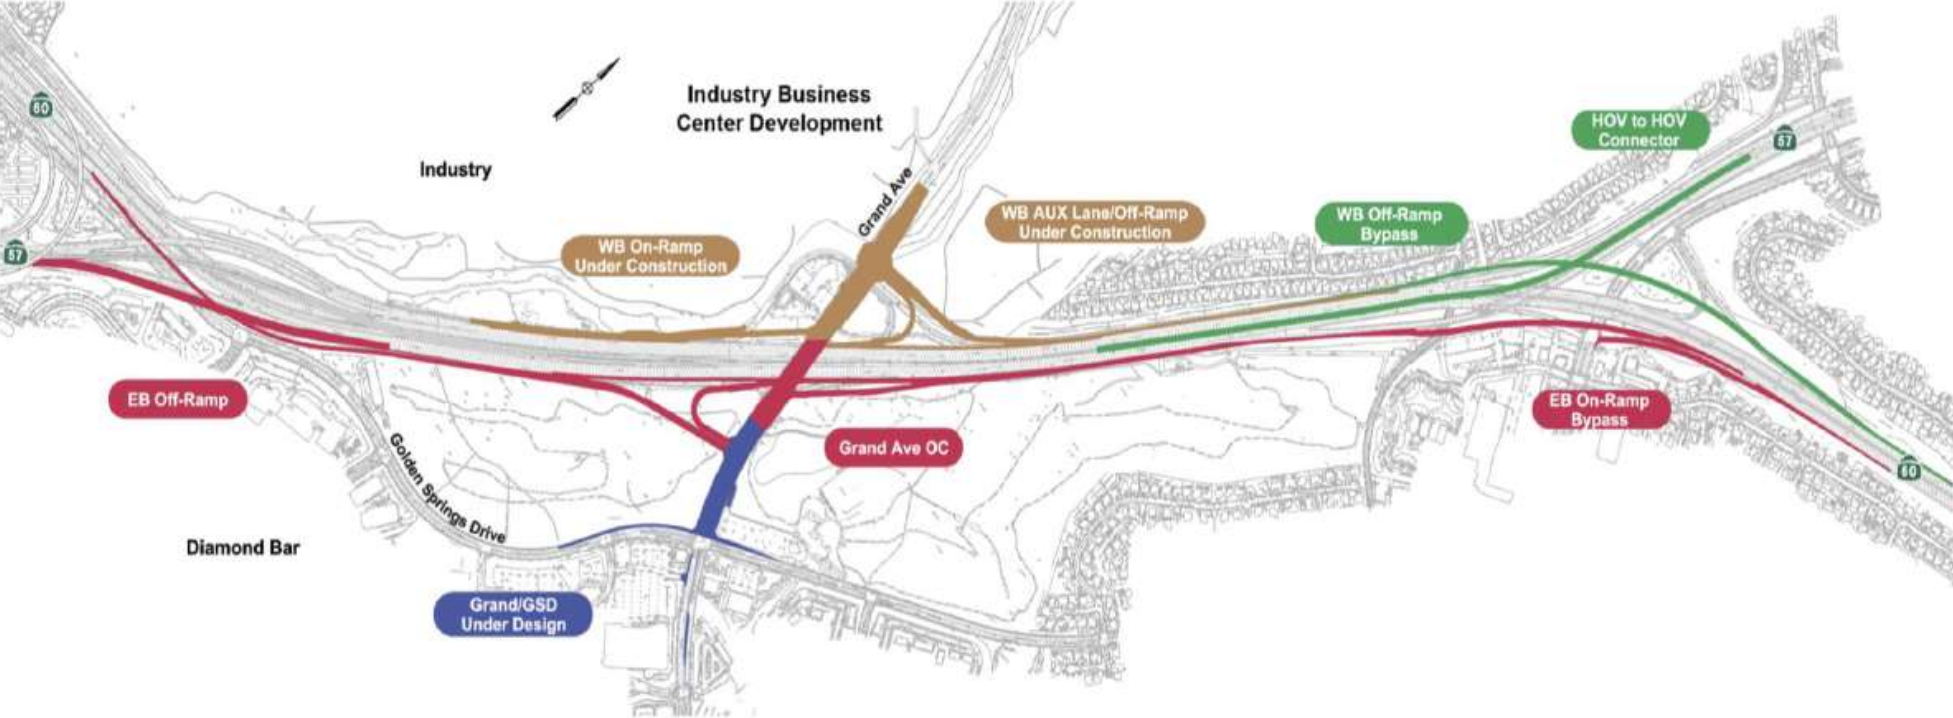 60
57
Industry Business
Center Development
Industry
Grand Ave
WB On-Ramp
Under Construction
WB AUX Lane/Off-Ramp
Under Construction
WB Off-Ramp
Bypass
HOV to HOV
Connector
57
EB Off-Ramp
Grand Ave OC
EB On-Ramp
Bypass
60
Golden Springs Drive
Diamond Bar
Grand/GSD
Under Design